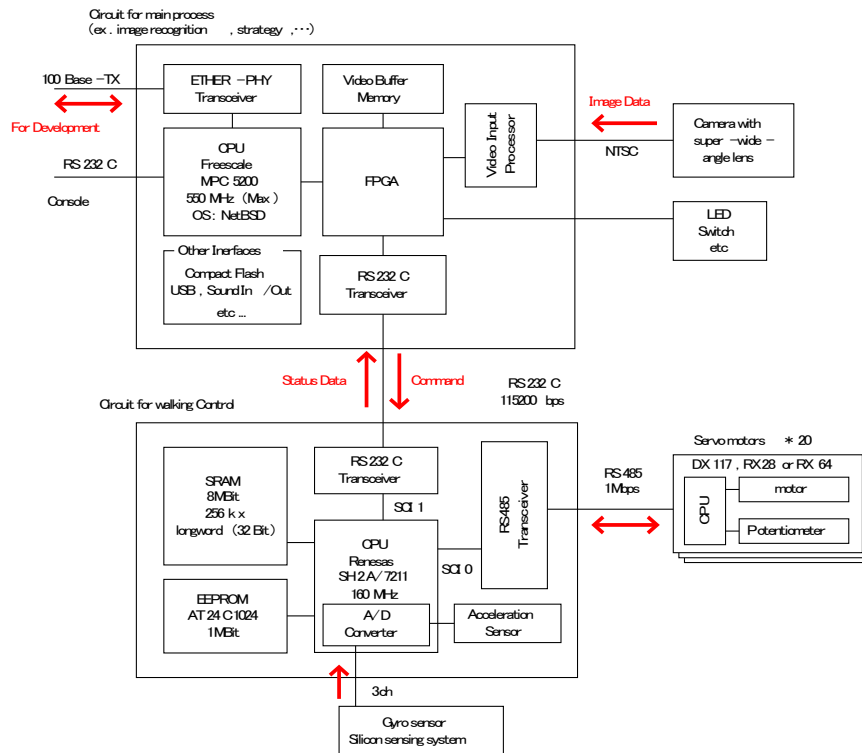 Circuit for main process
(ex. image recognition , strategy ,…)
100 Base -TX
For Development
RS 232 C
Console
ETHER -PHY
Transceiver
Video Buffer
Memory
CPU
Freescale
MPC 5200
550 MHz (Max)
OS: NetBSD
FPGA
Video Input
Processor
Image Data
NTSC
Camera with
super -wide -
angle lens
LED
Switch
etc
Other Inerfaces
Compact Flash
USB , Sound In /Out
etc ...
RS 232 C
Transceiver
Status Data
Command
RS 232 C
115200 bps
Circuit for walking Control
SRAM
8MBit
256 k x
longword (32 Bit)
RS 232 C
Transceiver
SCI 1
CPU
Renesas
SH 2 A/7211
160 MHz
A/D
Converter
SCI 0
RS485
Transceiver
EEPROM
AT 24 C 1024
1MBit
Acceleration
Sensor
RS 485
1Mbps
Servo motors * 20
DX 117 , RX 28 or RX 64
CPU
motor
Potentiometer
3ch
Gyro sensor
Silicon sensing system